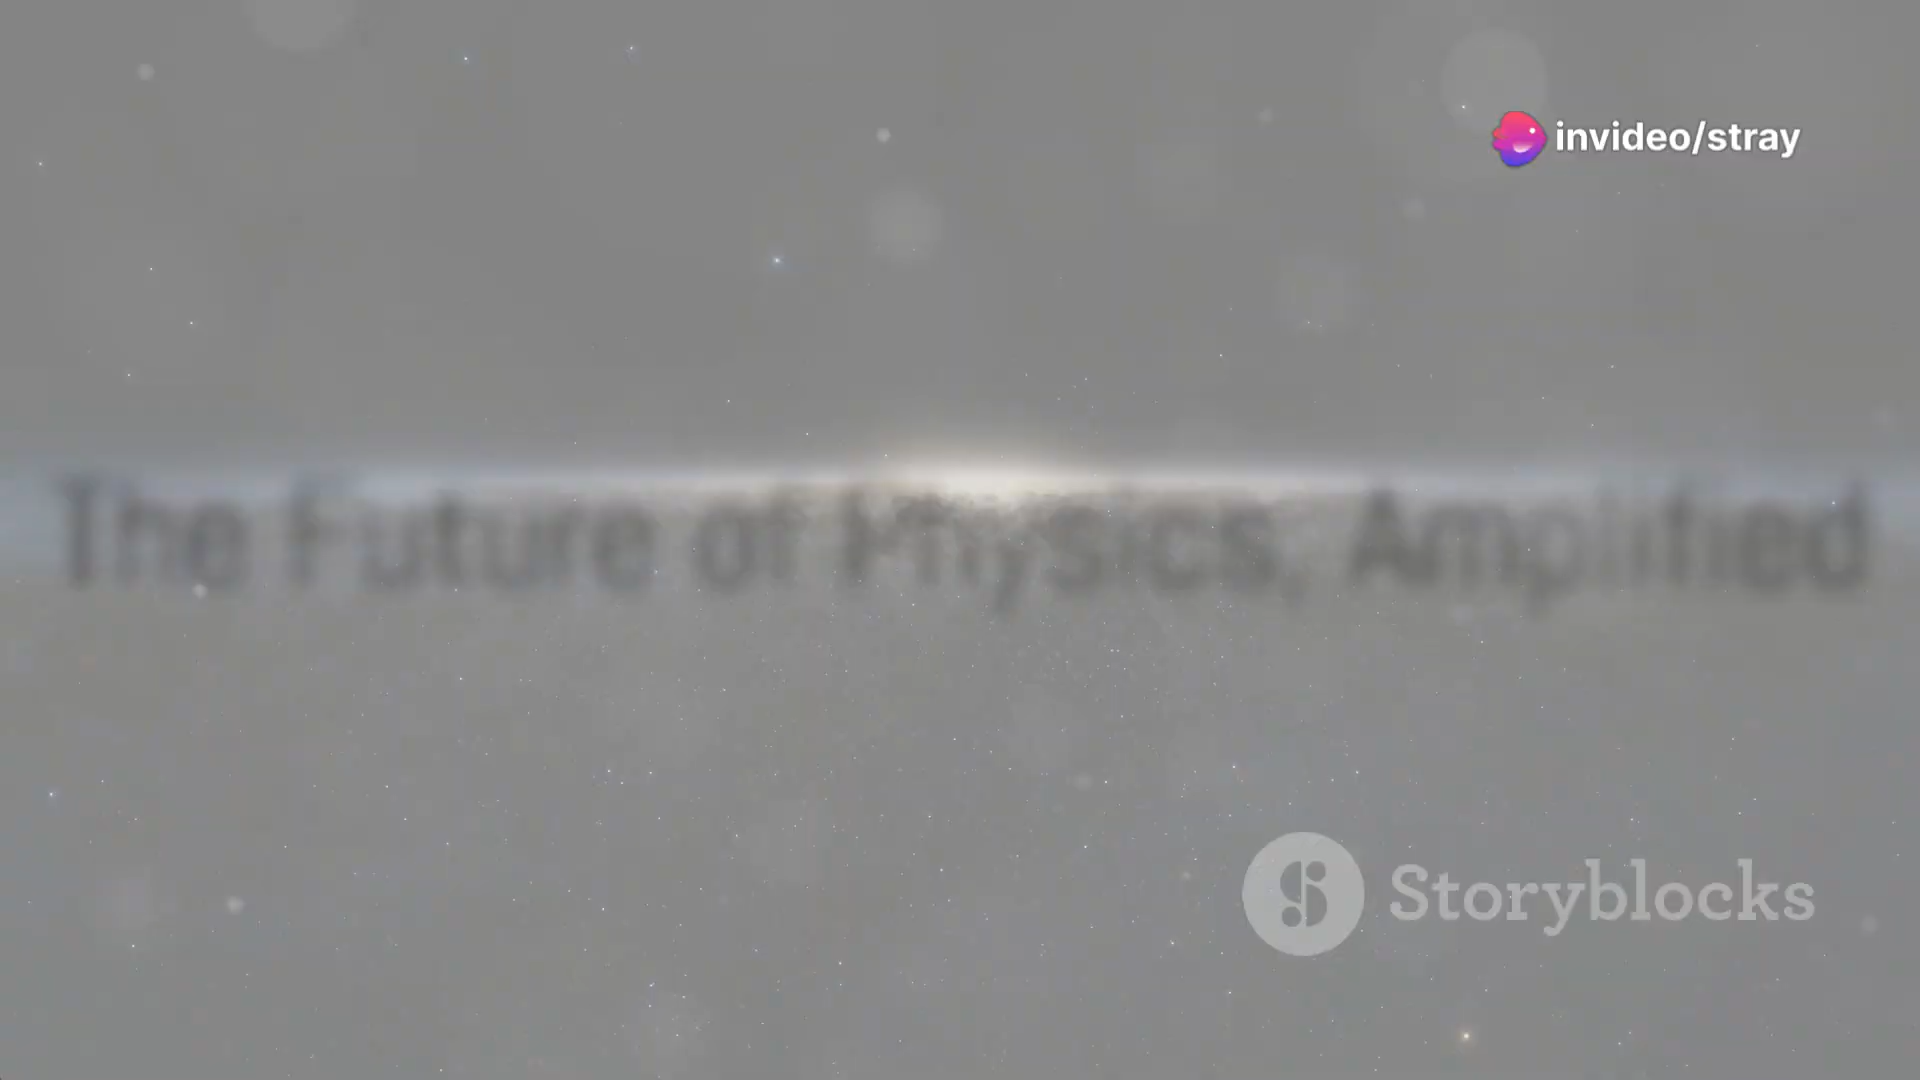 invideo/stray
The Future of Physics, Amplified
Storyblocks